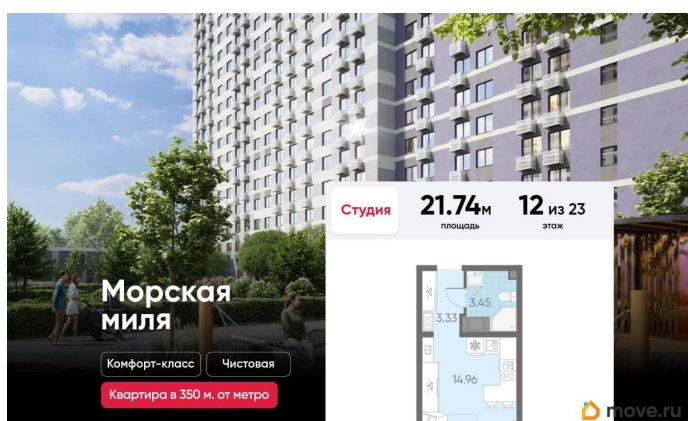 Студия
21.74м
площадь
12 из 23
этаж
Морская
миля
Комфорт-класс
Чистовая
Квартира в 350 м. от метро
3.45
3.33
14.96
move.ru